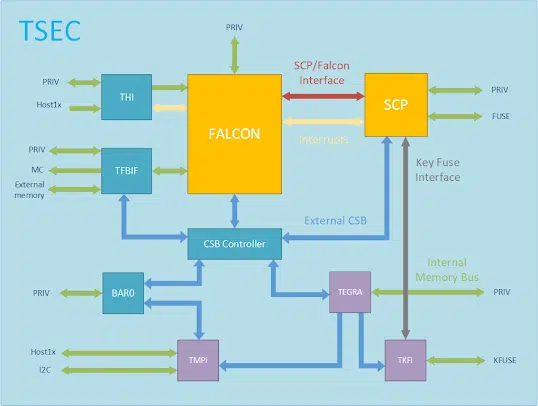 TSEC
PRIV
PRIV
Host1x
THI
FALCON
SCP/Falcon
Interface
Interrupts
SCP
PRIV
FUSE
PRIV
MC
External
memory
TFBIF
Key Fuse
Interface
External CSB
CSB Controller
Internal
Memory Bus
PRIV
BAR0
TEGRA
PRIV
Host1x
I2C
TMPI
TKFI
KFUSE